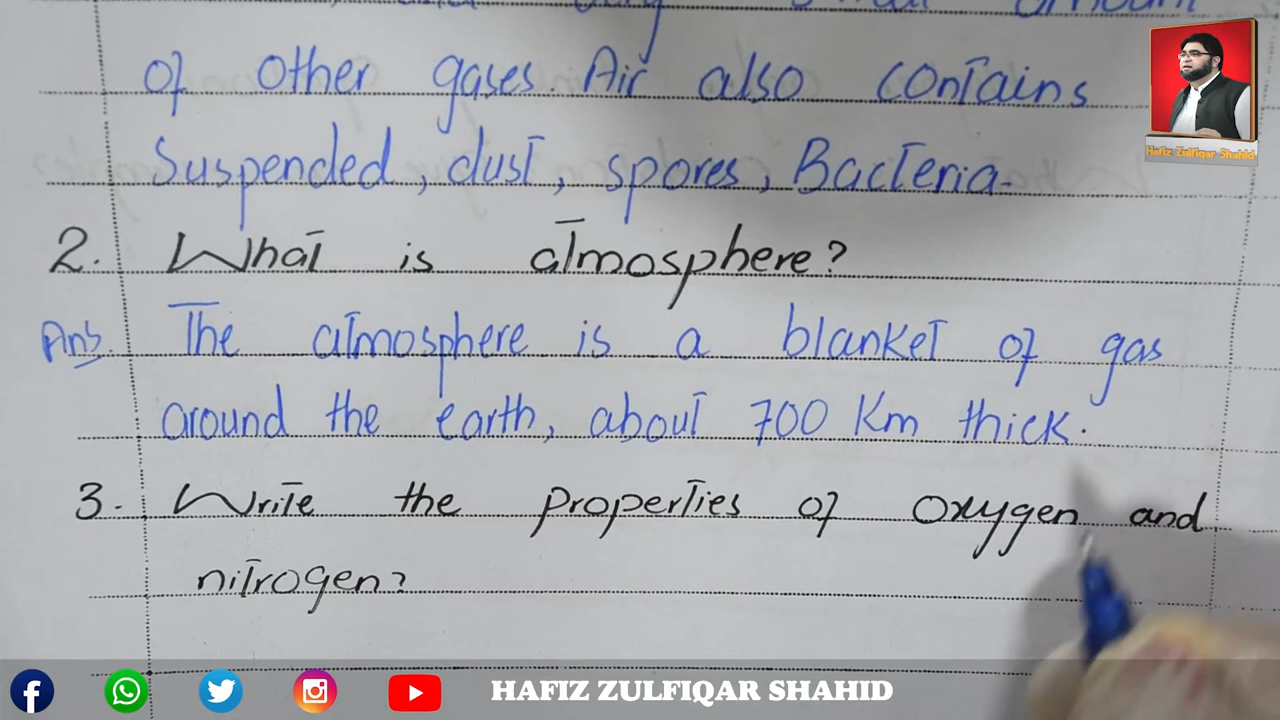 of other gases. Air also contains
Suspended, dust, spores, Bacteria.
2. What is atmosphere?
Ans. The atmosphere is a blanket of gas
around the earth, about 700 Km thick.
3. Write the properties of oxygen and
nitrogen?
Hafiz Zulfiqar Shahid
HAFIZ ZULFIQAR SHAHID